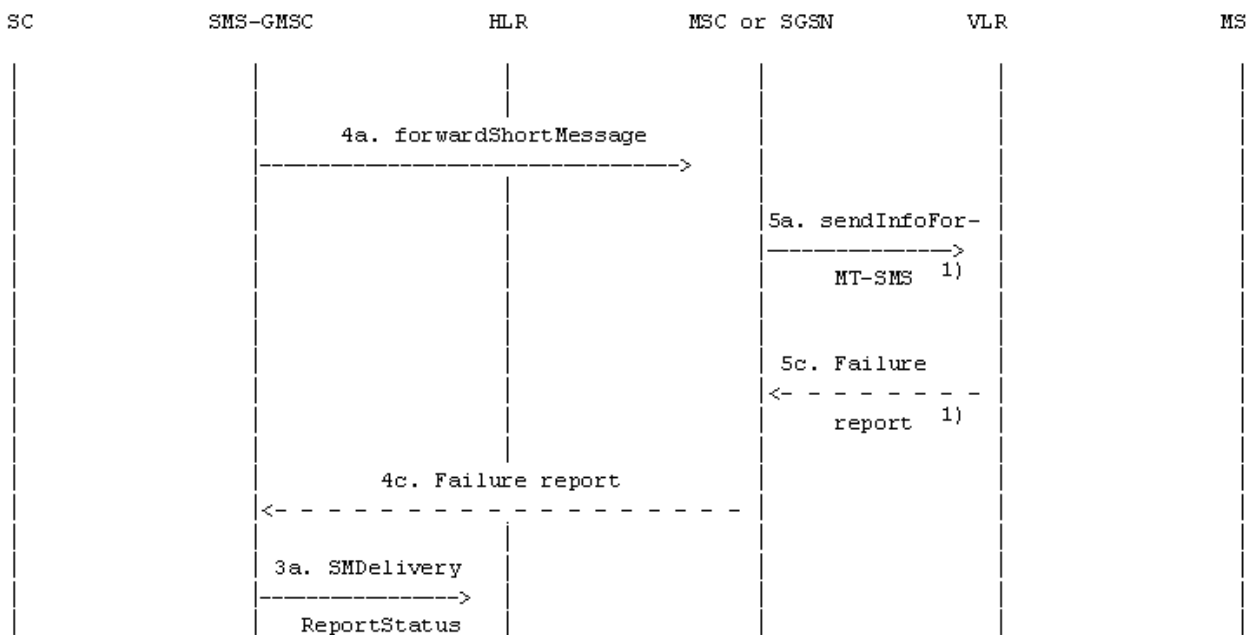 SC SMS-GMSC HLR MSC or SGSN VLR MS
4a. forwardShortMessage
5a. sendInfoFor-
MT-SMS 1)
5c. Failure
report 1)
4c. Failure report
3a. SMDelivery
ReportStatus